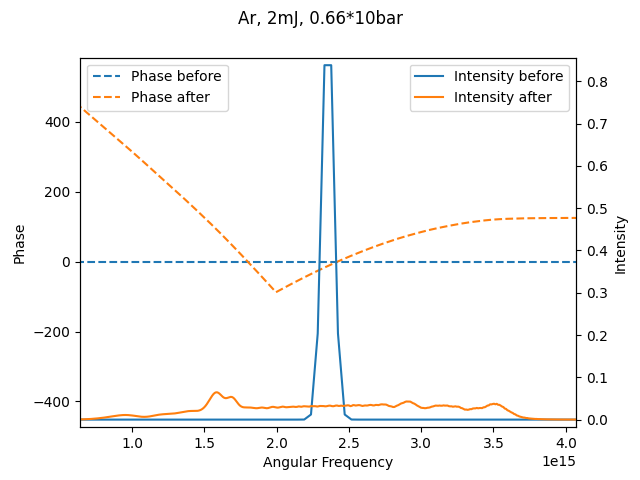 Ar, 2mJ, 0.66*10bar
Phase before
Phase after
Intensity before
Intensity after
400
200
0
−200
−400
Phase
0.8
0.7
0.6
0.5
0.4
0.3
0.2
0.1
0.0
Intensity
1.0 1.5 2.0 2.5 3.0 3.5 4.0
1e15
Angular Frequency